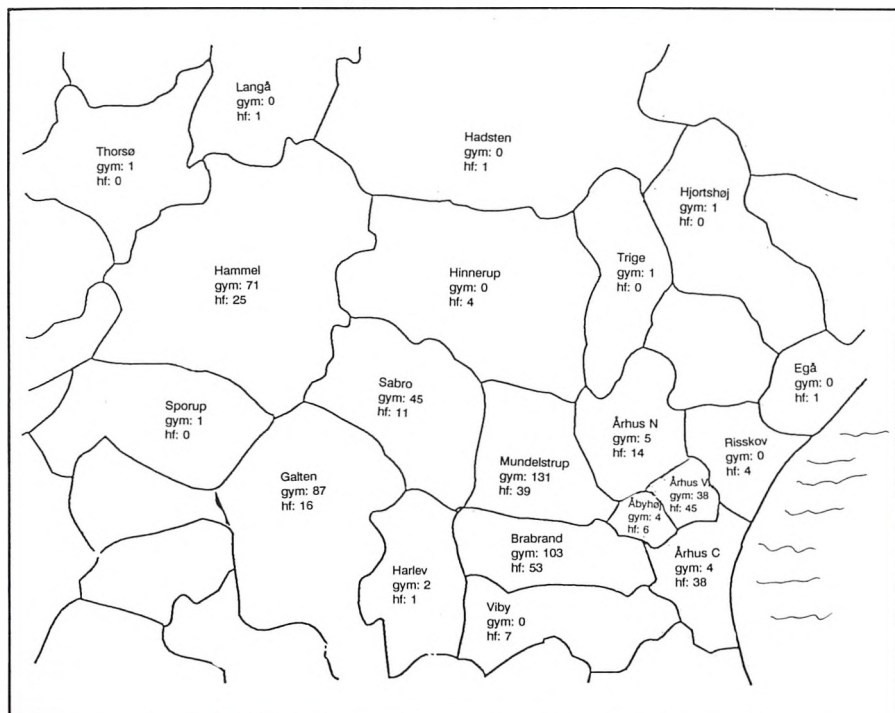 Langå
gym: 0
hf: 1
Thorsø
gym: 1
hf: 0
Hadsten
gym: 0
hf: 1
Hjortshøj
gym: 1
hf: 0
Hammel
gym: 71
hf: 25
Hinnerup
gym: 0
hf: 4
Trige
gym: 1
hf: 0
Egå
gym: 0
hf: 1
Sabro
gym: 45
hf: 11
Sporup
gym: 1
hf: 0
Århus N
gym: 5
hf: 14
Risskov
gym: 0
hf: 4
Galten
gym: 87
hf: 16
Mundelstrup
gym: 131
hf: 39
Århus V
gym: 38
hf: 45
Åbyhøj
gym: 4
hf: 6
Brabrand
gym: 103
hf: 53
Århus C
gym: 4
hf: 38
Harlev
gym: 2
hf: 1
Viby
gym: 0
hf: 7